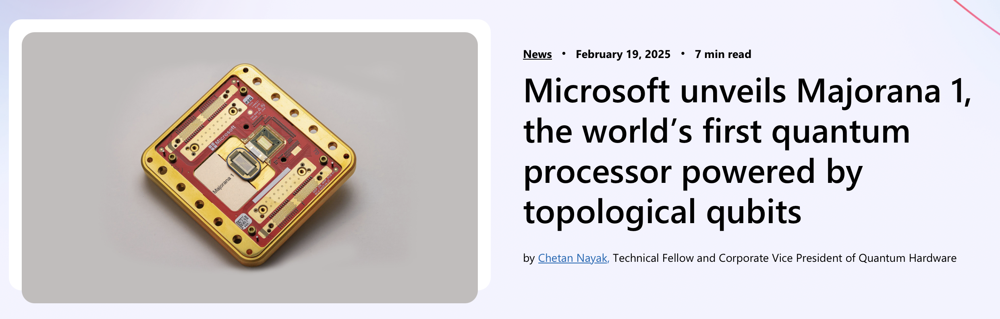 News • February 19, 2025 • 7 min read
Microsoft unveils Majorana 1,
the world’s first quantum
processor powered by
topological qubits
by Chetan Nayak, Technical Fellow and Corporate Vice President of Quantum Hardware
P2G
Microsoft
Majorana 1